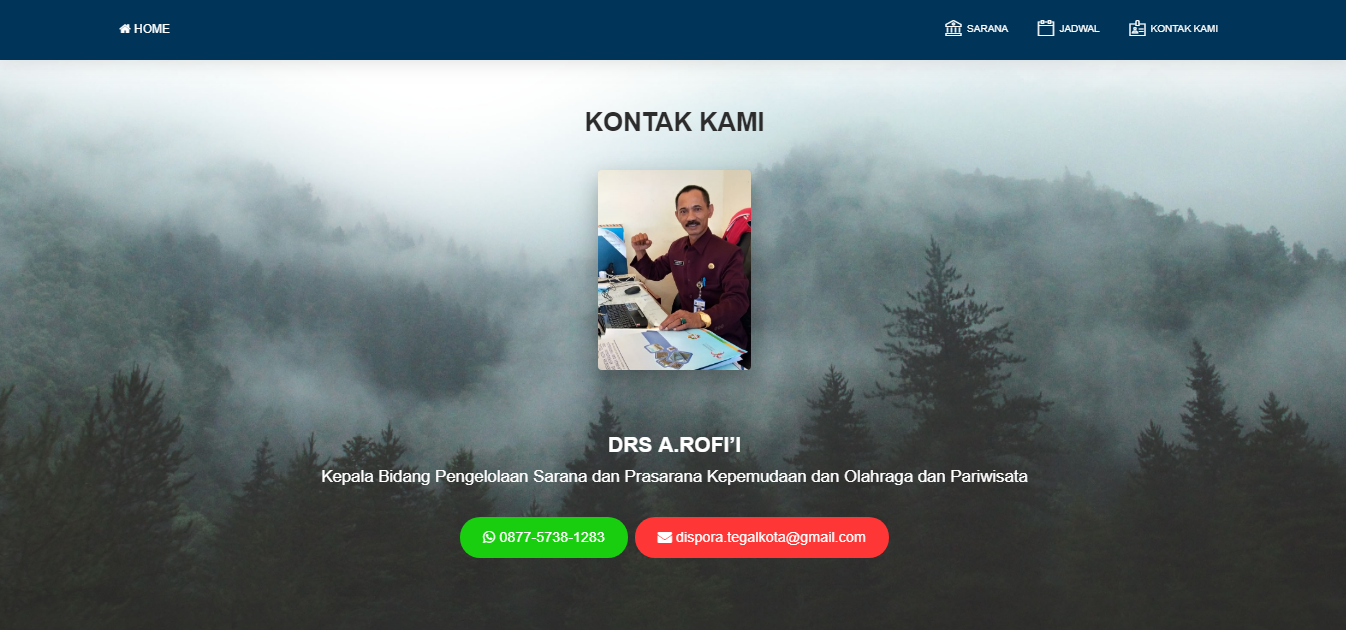 HOME
SARANA
JADWAL
KONTAK KAMI
KONTAK KAMI
DRS A.ROFI’I
Kepala Bidang Pengelolaan Sarana dan Prasarana Kepemudaan dan Olahraga dan Pariwisata
0877-5738-1283
dispora.tegalkota@gmail.com